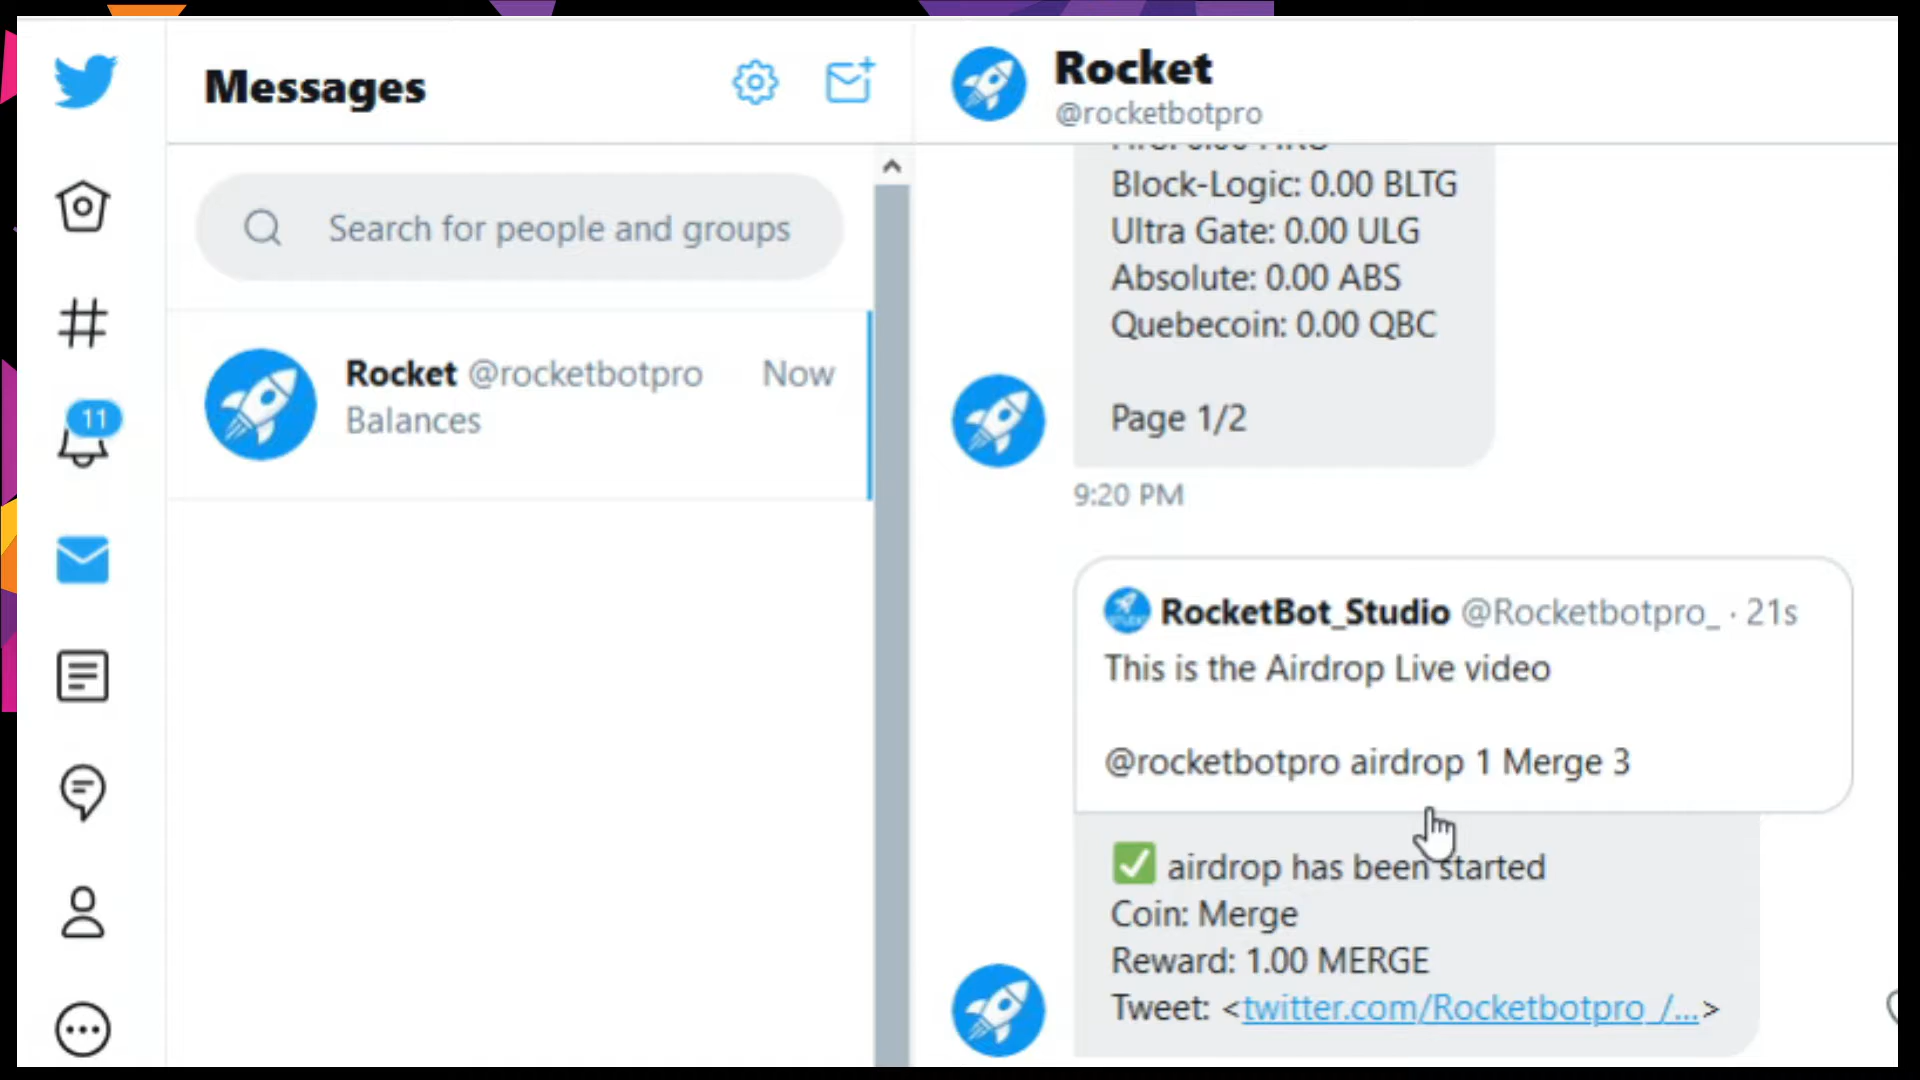 Messages
Rocket
@rocketbotpro
Search for people and groups
Rocket @rocketbotpro Now
Balances
11
Block-Logic: 0.00 BLTG
Ultra Gate: 0.00 ULG
Absolute: 0.00 ABS
Quebecoin: 0.00 QBC
Page 1/2
9:20 PM
RocketBot_Studio @Rocketbotpro_ · 21s
This is the Airdrop Live video
@rocketbotpro airdrop 1 Merge 3
✅ airdrop has been started
Coin: Merge
Reward: 1.00 MERGE
Tweet: <twitter.com/Rocketbotpro_/...>